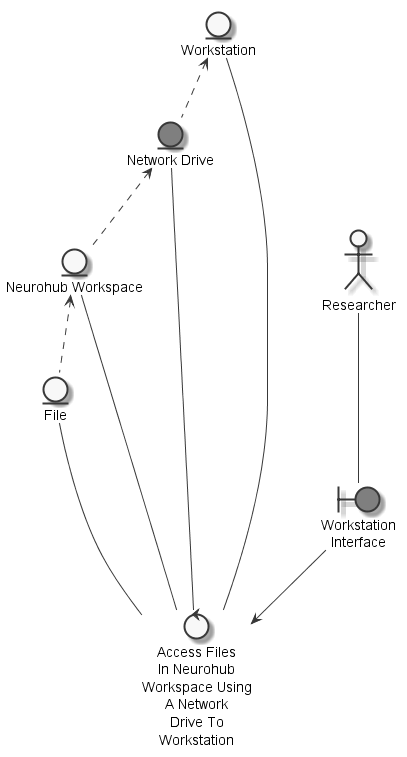 Workstation
Network Drive
Neurohub Workspace
Researcher
File
Workstation
Interface
Access Files
In Neurohub
Workspace Using
A Network
Drive To
Workstation